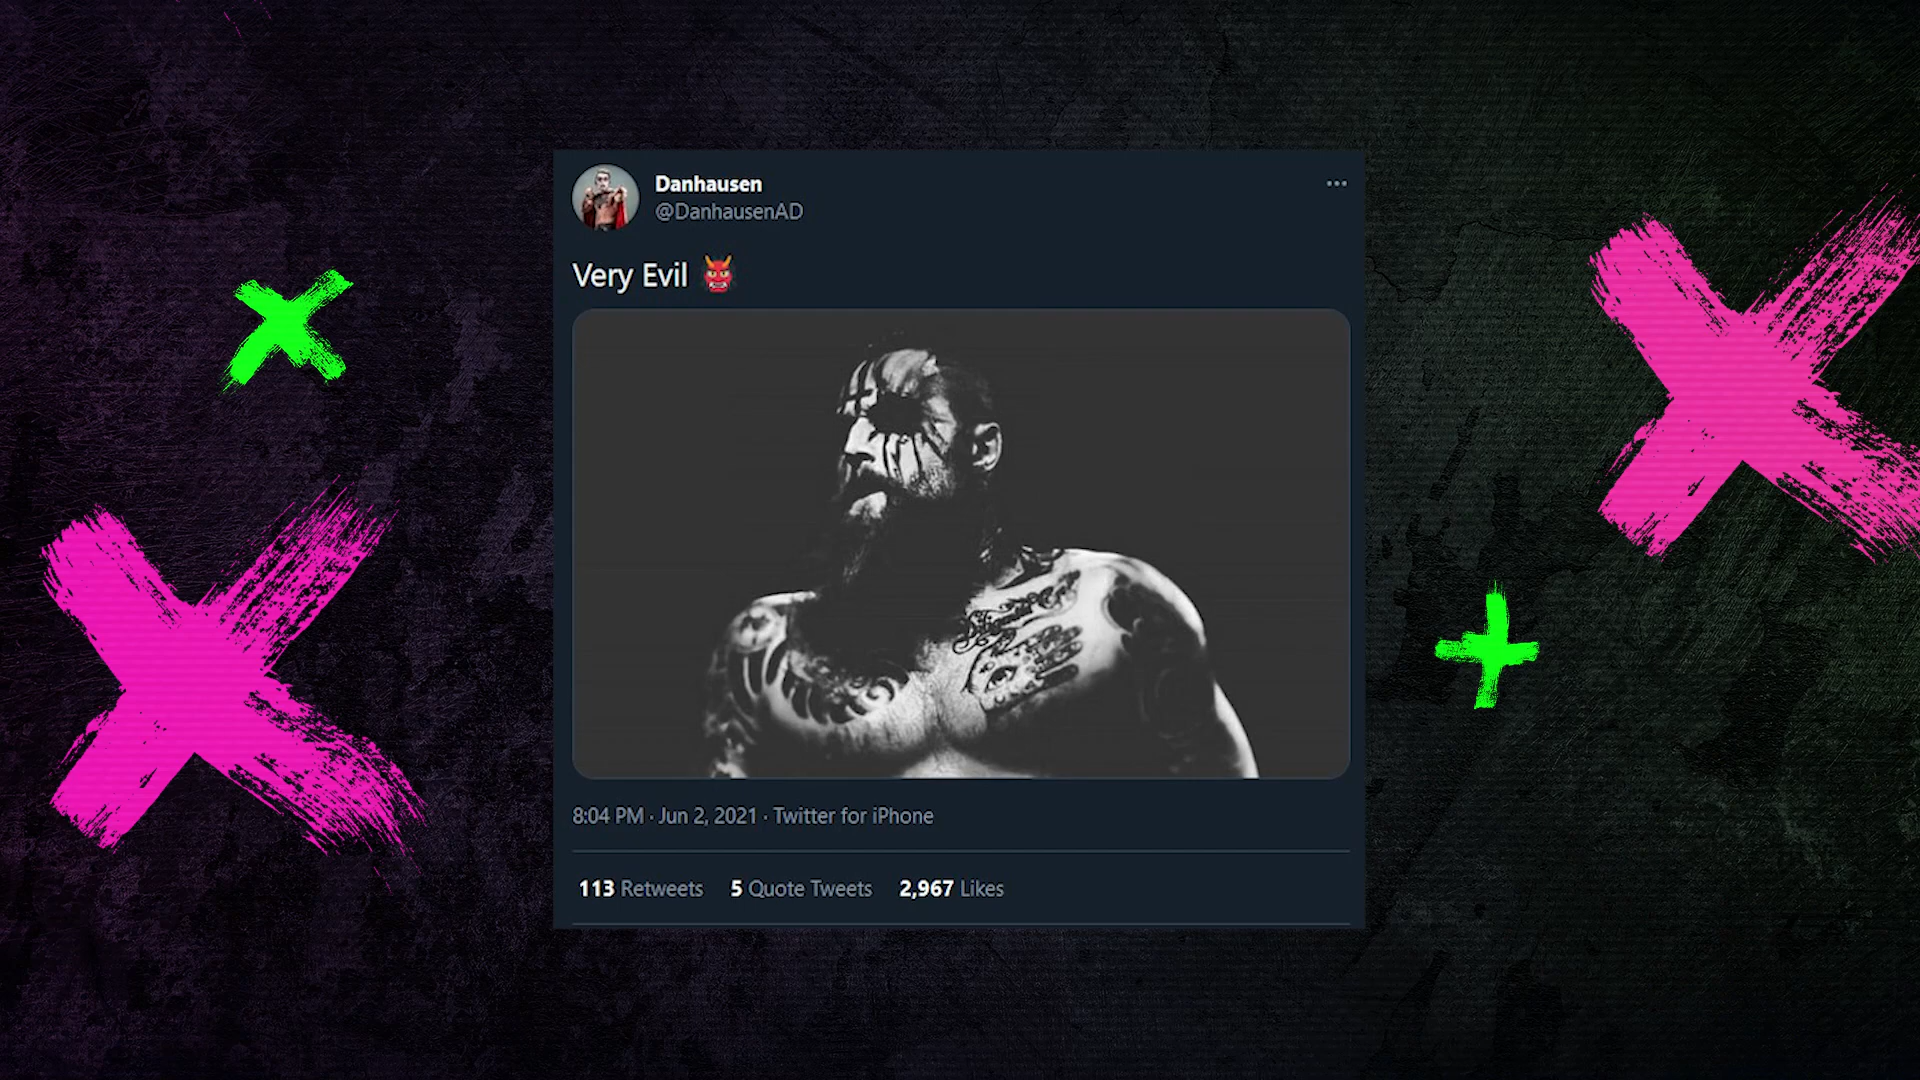 Danhausen
@DanhausenAD
Very Evil 👹
8:04 PM · Jun 2, 2021 · Twitter for iPhone
113 Retweets 5 Quote Tweets 2,967 Likes